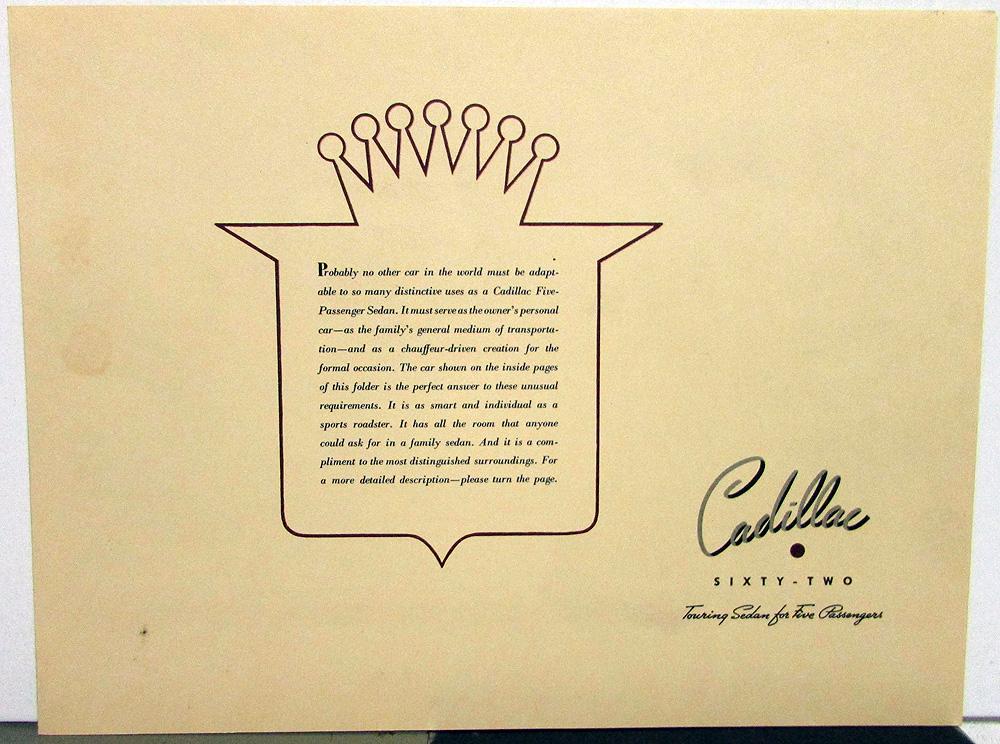 Probably no other car in the world must be adapt-
able to so many distinctive uses as a Cadillac Five-
Passenger Sedan. It must serve as the owner's personal
car—as the family's general medium of transporta-
tion—and as a chauffeur-driven creation for the
formal occasion. The car shown on the inside pages
of this folder is the perfect answer to these unusual
requirements. It is as smart and individual as a
sports roadster. It has all the room that anyone
could ask for in a family sedan. And it is a com-
pliment to the most distinguished surroundings. For
a more detailed description—please turn the page.
Cadillac
SIXTY-TWO
Touring Sedan for Five Passengers